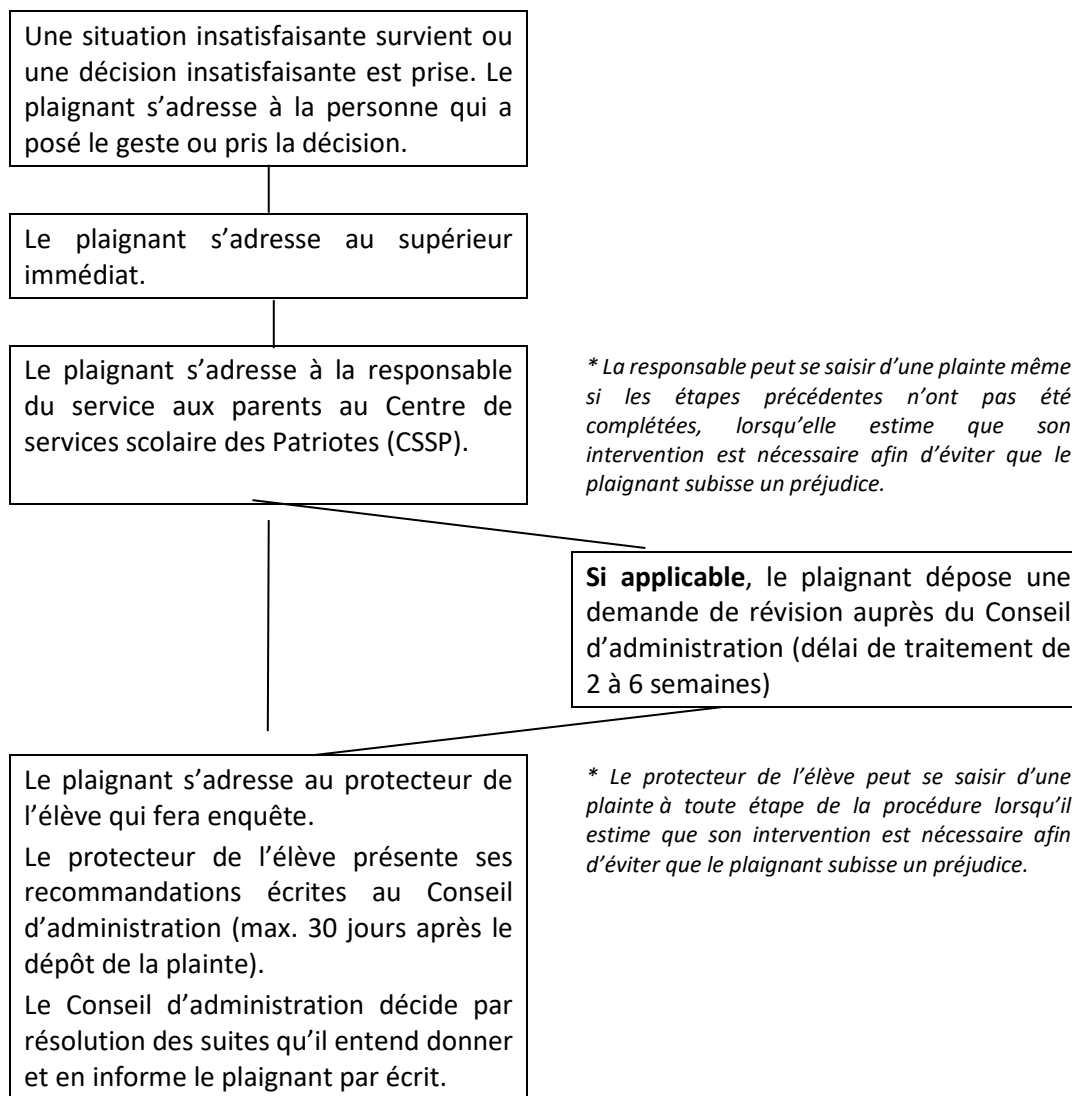 Une situation insatisfaisante survient ou
une décision insatisfaisante est prise. Le
plaignant s’adresse à la personne qui a
posé le geste ou pris la décision.
Le plaignant s’adresse au supérieur
immédiat.
Le plaignant s’adresse à la responsable
du service aux parents au Centre de
services scolaire des Patriotes (CSSP).
* La responsable peut se saisir d’une plainte même
si les étapes précédentes n’ont pas été
complétées, lorsqu’elle estime que son
intervention est nécessaire afin d’éviter que le
plaignant subisse un préjudice.
Si applicable, le plaignant dépose une
demande de révision auprès du Conseil
d’administration (délai de traitement de
2 à 6 semaines)
Le plaignant s’adresse au protecteur de
l’élève qui fera enquête.
Le protecteur de l’élève présente ses
recommandations écrites au Conseil
d’administration (max. 30 jours après le
dépôt de la plainte).
Le Conseil d’administration décide par
résolution des suites qu’il entend donner
et en informe le plaignant par écrit.
* Le protecteur de l’élève peut se saisir d’une
plainte à toute étape de la procédure lorsqu’il
estime que son intervention est nécessaire afin
d’éviter que le plaignant subisse un préjudice.